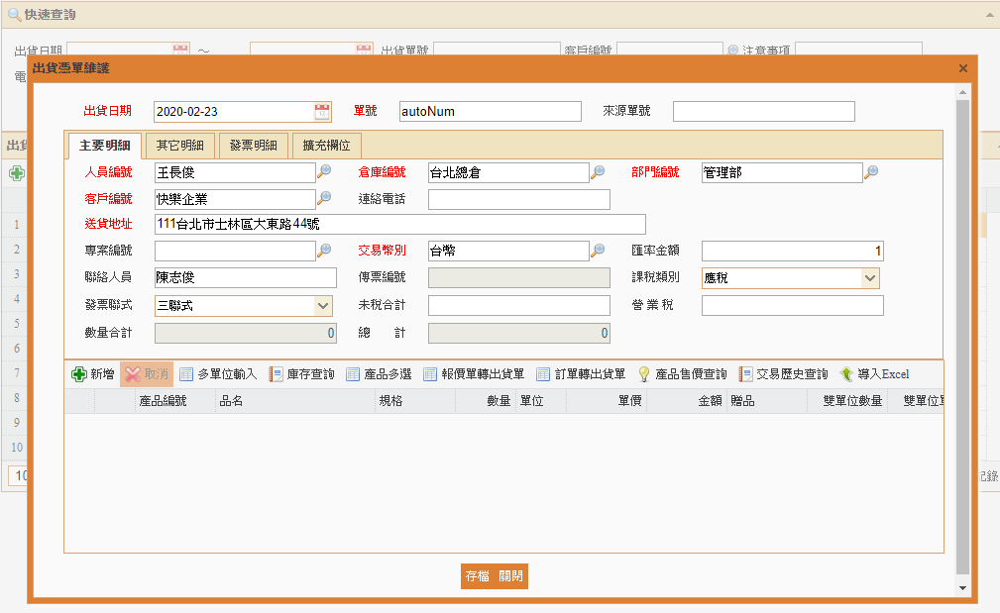 快速查詢
出貨日期 ～ 出貨單號 客戶編號 注意事項
電
出貨憑單維護
出貨日期 2020-02-23 單號 autoNum 來源單號
出貨
主要明細 其它明細 發票明細 擴充欄位
人員編號 王長俊 倉庫編號 台北總倉 部門編號 管理部
客戶編號 快樂企業 連絡電話
送貨地址 111台北市士林區大東路44號
專案編號 交易幣別 台幣 匯率金額 1
聯絡人員 陳志俊 傳票編號 課稅類別 應稅
發票聯式 三聯式 未稅合計 營業稅
數量合計 0 總 計 0
新增 取消 多單位輸入 庫存查詢 產品多選 報價單轉出貨單 訂單轉出貨單 產品售價查詢 交易歷史查詢 導入Excel
產品編號 品名 規格 數量 單位 單價 金額 贈品 雙單位數量 雙單位
1
2
3
4
5
6
7
8
9
10
10
記錄
存檔 關閉